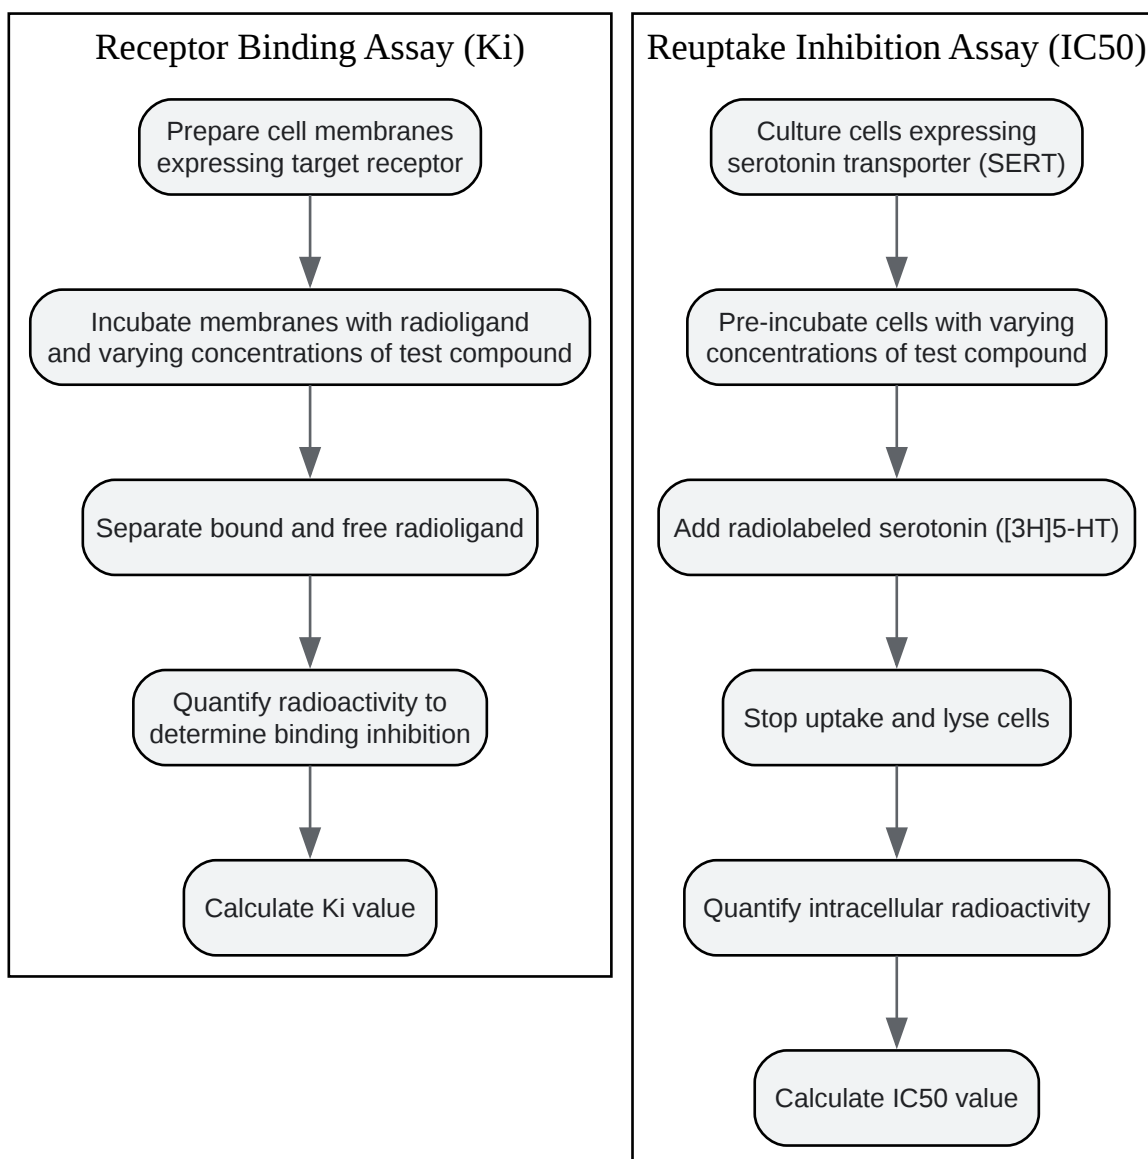 Receptor Binding Assay (Ki)
Prepare cell membranes
expressing target receptor
Incubate membranes with radioligand
and varying concentrations of test compound
Separate bound and free radioligand
Quantify radioactivity to
determine binding inhibition
Calculate Ki value
Reuptake Inhibition Assay (IC50)
Culture cells expressing
serotonin transporter (SERT)
Pre-incubate cells with varying
concentrations of test compound
Add radiolabeled serotonin ([3H]5-HT)
Stop uptake and lyse cells
Quantify intracellular radioactivity
Calculate IC50 value